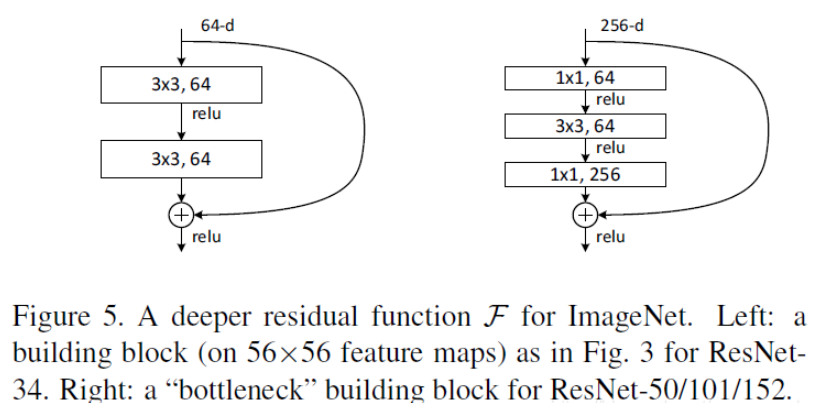 64-d
3x3, 64
relu
3x3, 64
relu
256-d
1x1, 64
relu
3x3, 64
relu
1x1, 256
relu
Figure 5. A deeper residual function F for ImageNet. Left: a
building block (on 56×56 feature maps) as in Fig. 3 for ResNet-
34. Right: a “bottleneck” building block for ResNet-50/101/152.